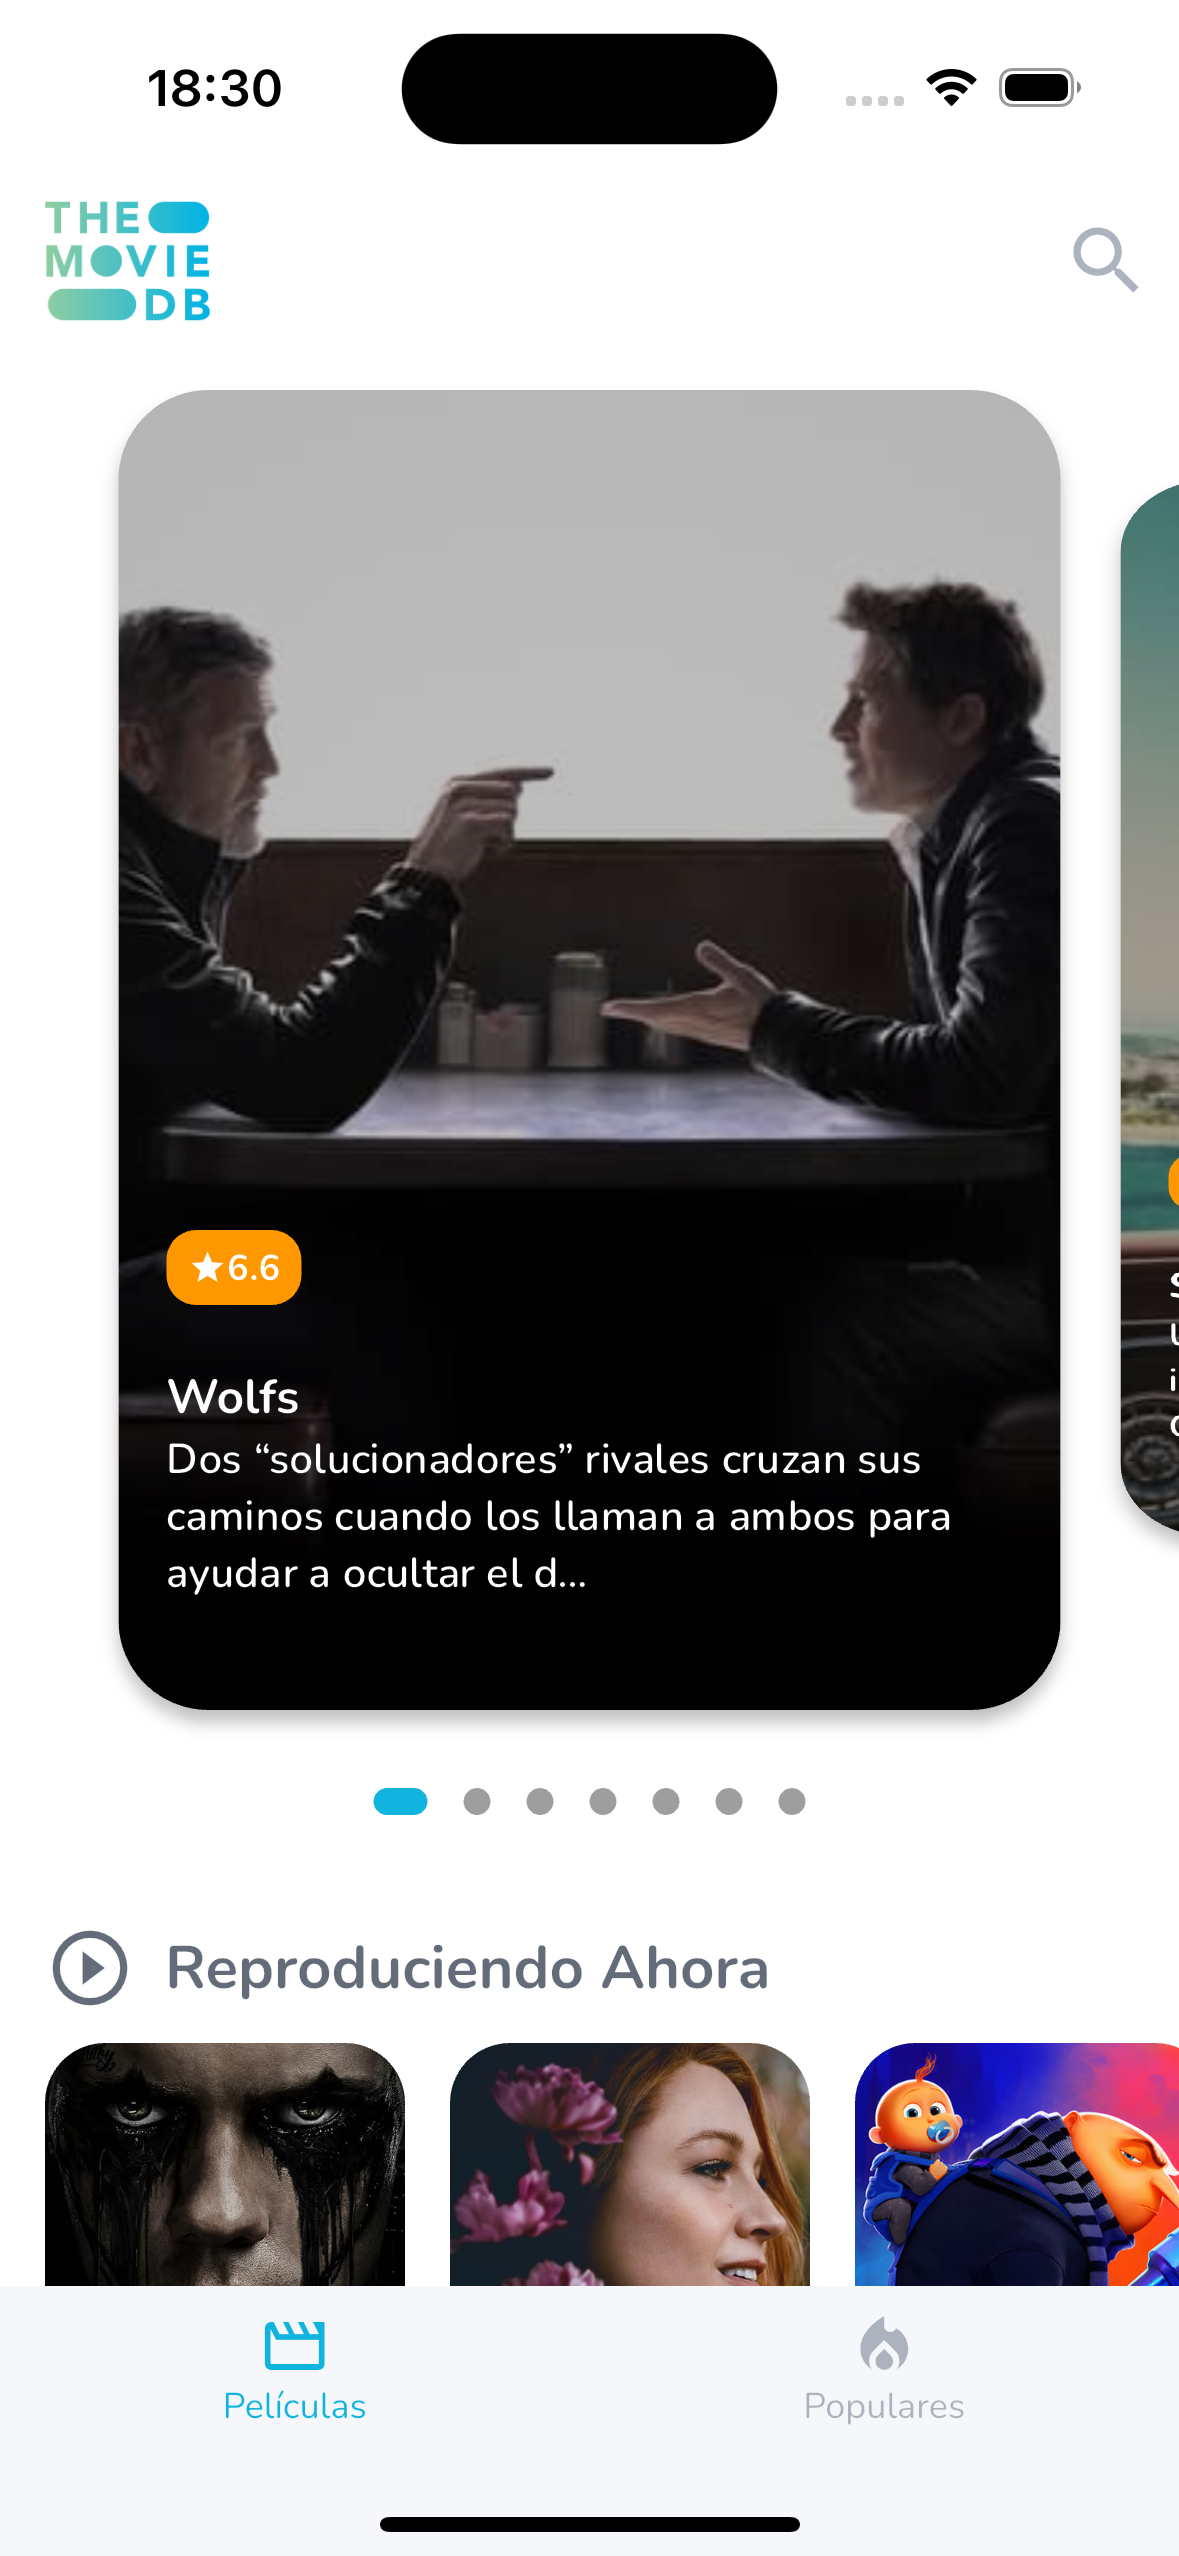 18:30
THE
MOVIE
DB
6.6
Wolfs
Dos “solucionadores” rivales cruzan sus
caminos cuando los llaman a ambos para
ayudar a ocultar el d...
Reproduciendo Ahora
Películas
Populares